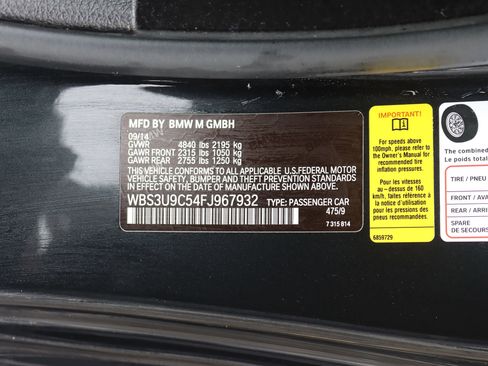 MFD BY BMW M GMBH
09/14
GVWR 4840 lbs 2195 kg
GAWR FRONT 2315 lbs 1050 kg
GAWR REAR 2755 lbs 1250 kg
THIS VEHICLE CONFORMS TO ALL APPLICABLE
U.S.FEDERAL MOTOR
VEHICLE SAFETY, BUMPER, AND THEFT PREVENTION STANDARDS
IN EFFECT ON THE DATE OF MANUFACTURE SHOWN ABOVE.
WBS3U9C54FJ967932 TYPE: PASSENGER CAR
475/9
7 315 814
IMPORTANT
For speeds above
100mph, please refer to
the Owner's Manual for
recommended tire
inflation pressures.
Pour des vitesses
au – dessus de 160
km/h, faites référence à
la notice d'utilisation
pour les pressions
recommandées.
6859729
The combined
Le poids total
TIRE / PNEU
FRONT / AVA
REAR / ARRI
SPARE
DE SECOURS